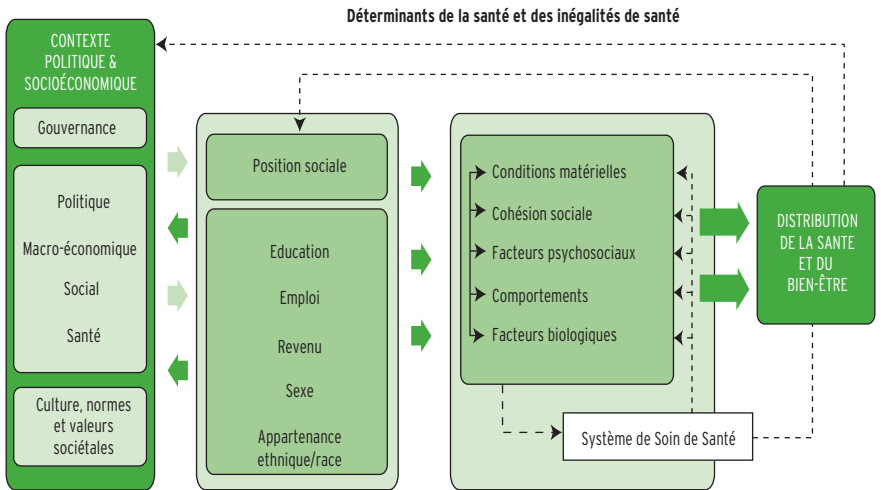 Déterminants de la santé et des inégalités de santé
CONTEXTE
POLITIQUE &
SOCIOÉCONOMIQUE
Gouvernance
Politique
Macro-économique
Social
Santé
Culture, normes
et valeurs
sociétales
Position sociale
Education
Emploi
Revenu
Sexe
Appartenance
ethnique/race
Conditions matérielles
Cohésion sociale
Facteurs psychosociaux
Comportements
Facteurs biologiques
Système de Soin de Santé
DISTRIBUTION
DE LA SANTE
ET DU
BIEN-ÊTRE